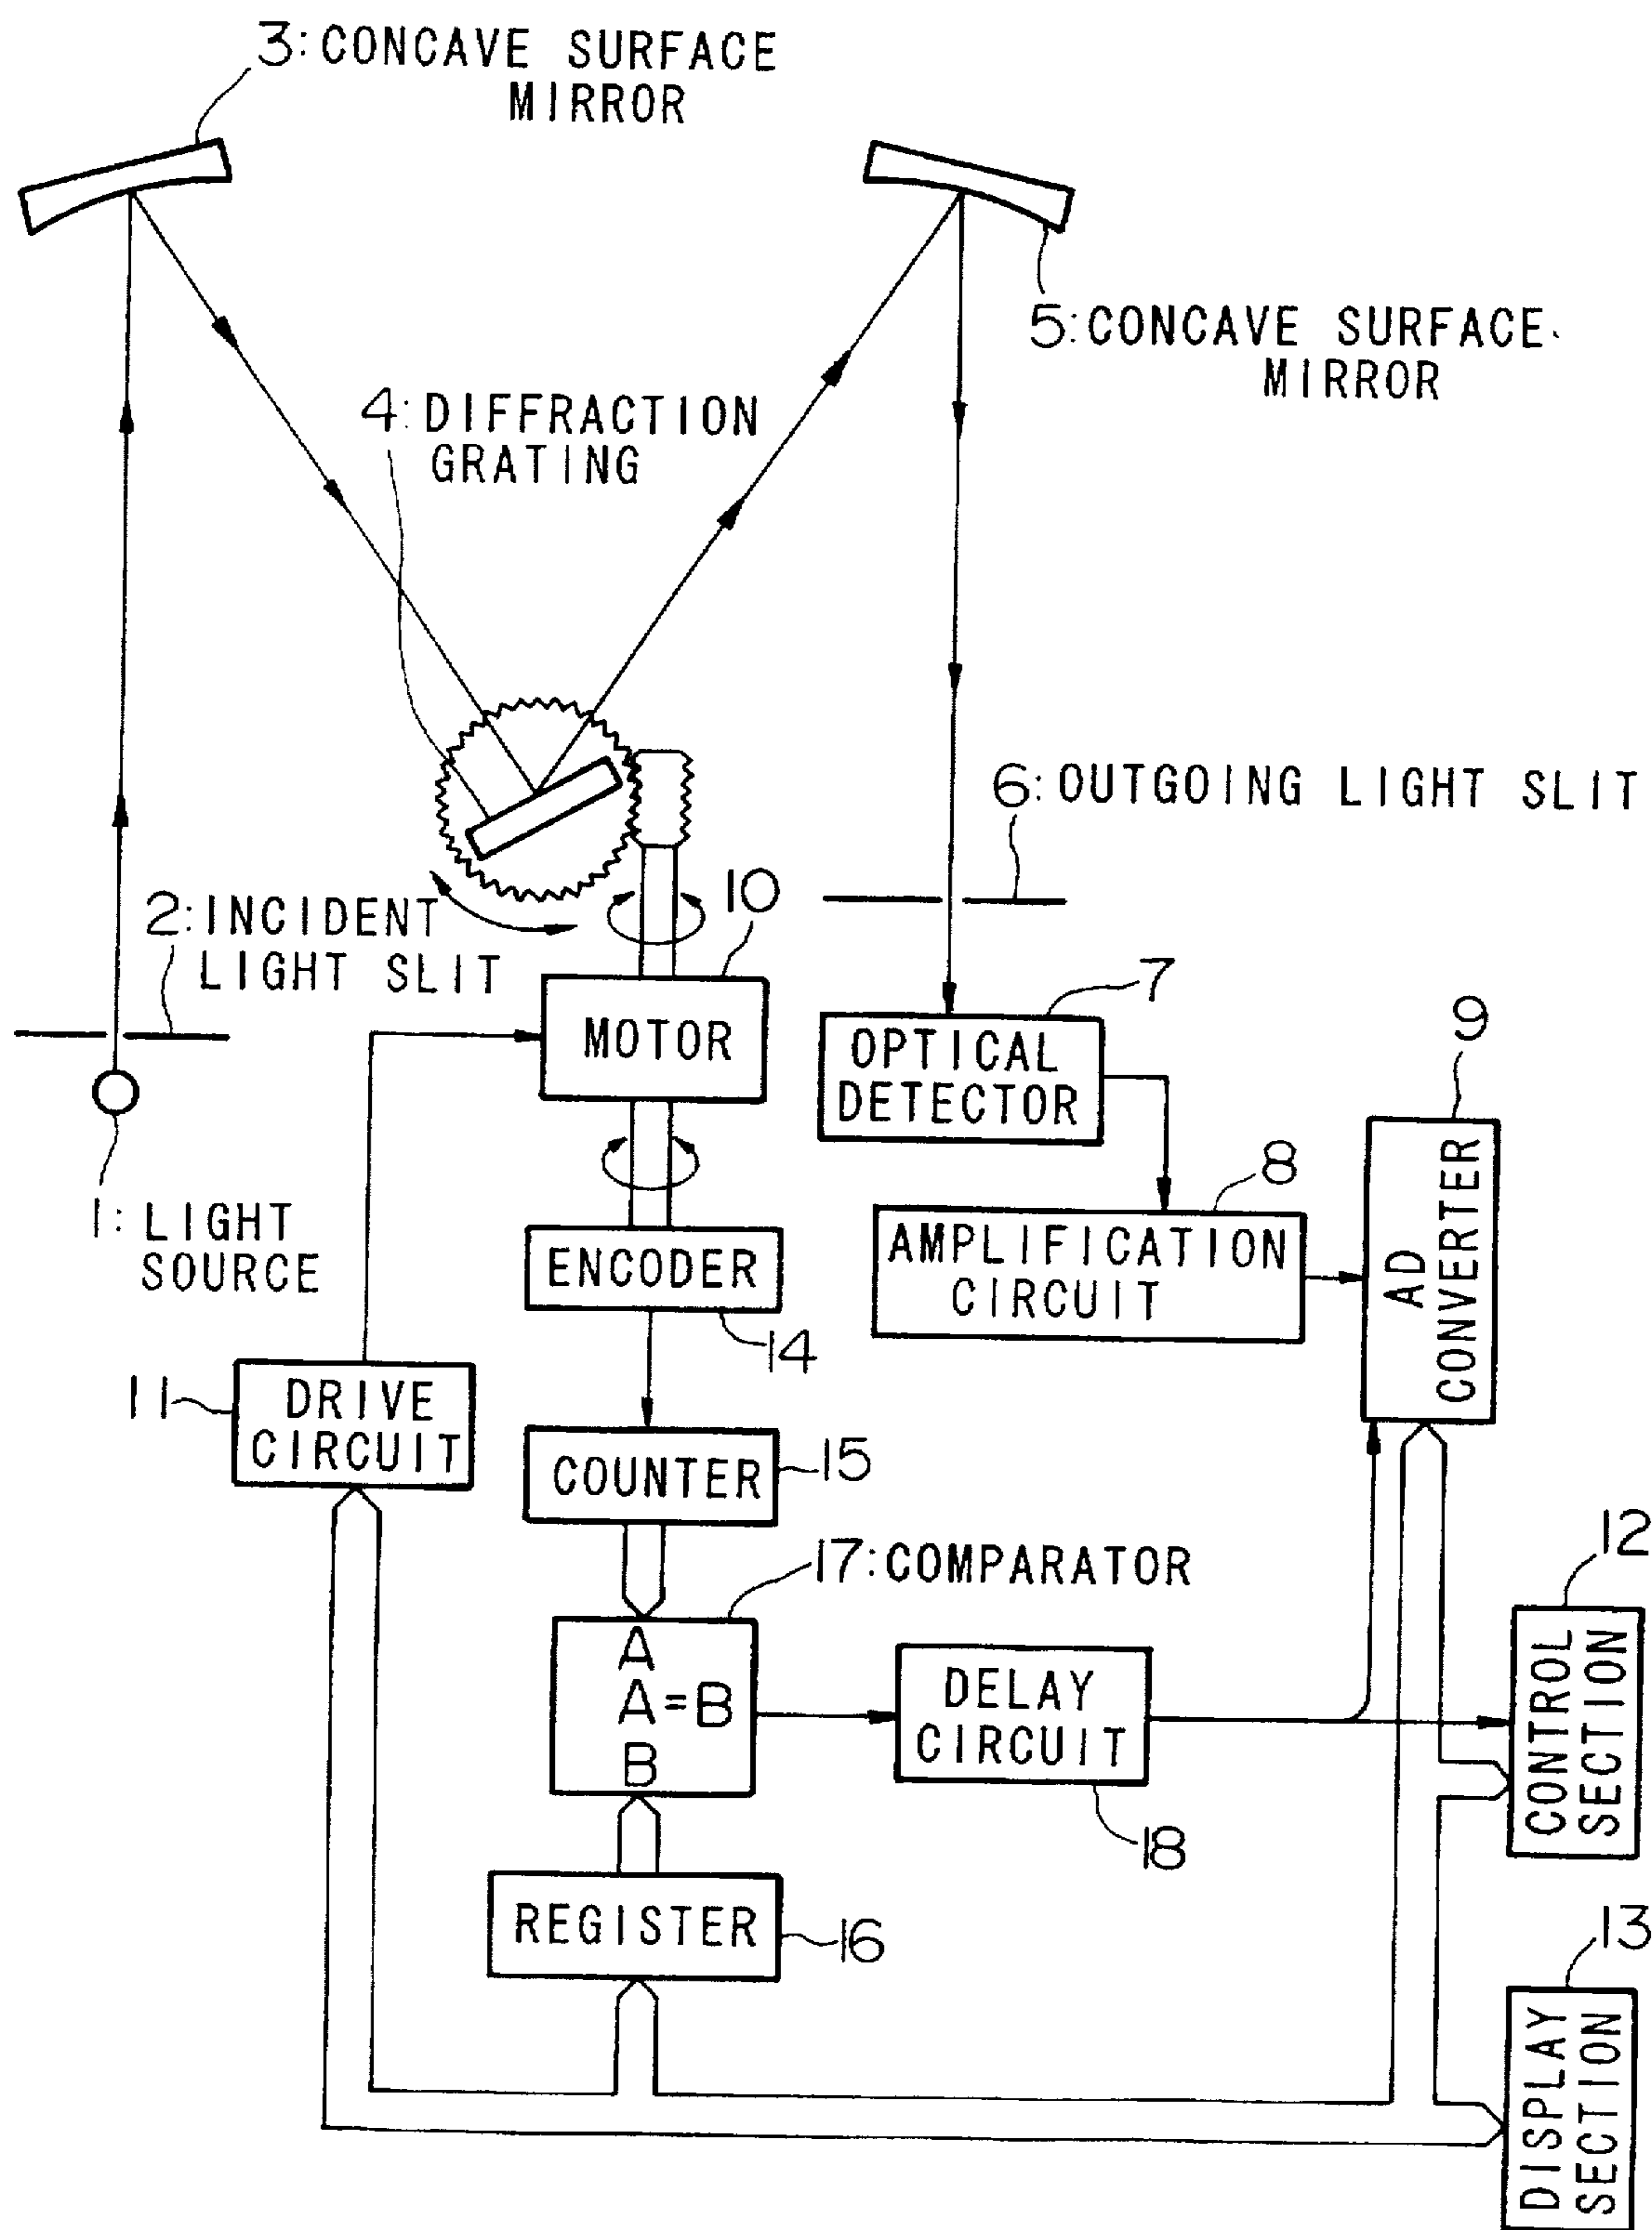 3: CONCAVE SURFACE
MIRROR
5: CONCAVE SURFACE
MIRROR
4: DIFFRACTION
GRATING
6: OUTGOING LIGHT SLIT
10
2: INCIDENT
LIGHT SLIT
7
9
MOTOR
OPTICAL
DETECTOR
8
1: LIGHT
SOURCE
ENCODER
AMPLIFICATION
CIRCUIT
AD
CONVERTER
14
11
DRIVE
CIRCUIT
COUNTER
15
17: COMPARATOR
12
A
A=B
B
DELAY
CIRCUIT
CONTROL
SECTION
18
REGISTER
16
13
DISPLAY
SECTION